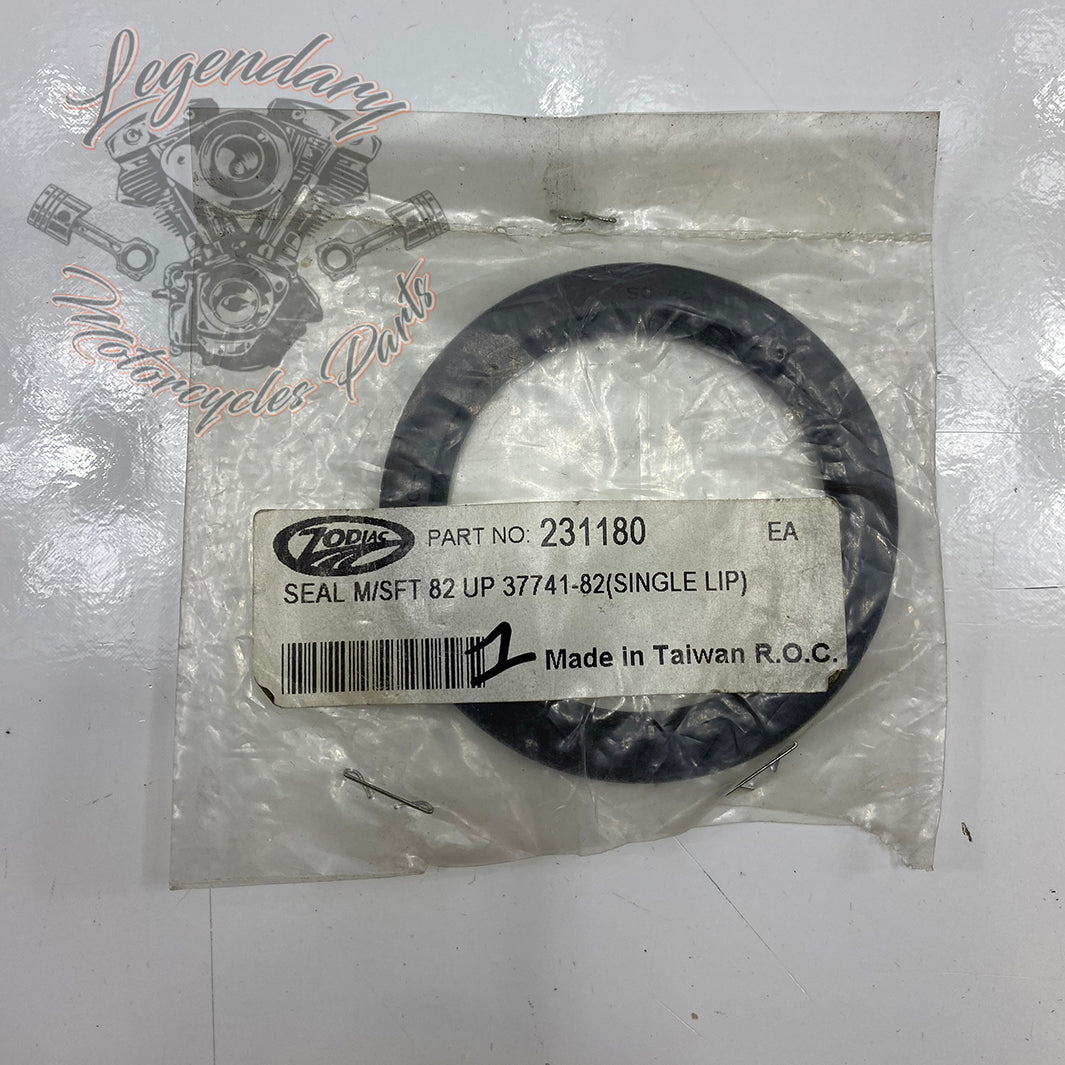 Legendary
Motorcycles Parts
ZODIAC PART NO: 231180 EA
SEAL M/SFT 82 UP 37741-82(SINGLE LIP)
Made in Taiwan R.O.C.